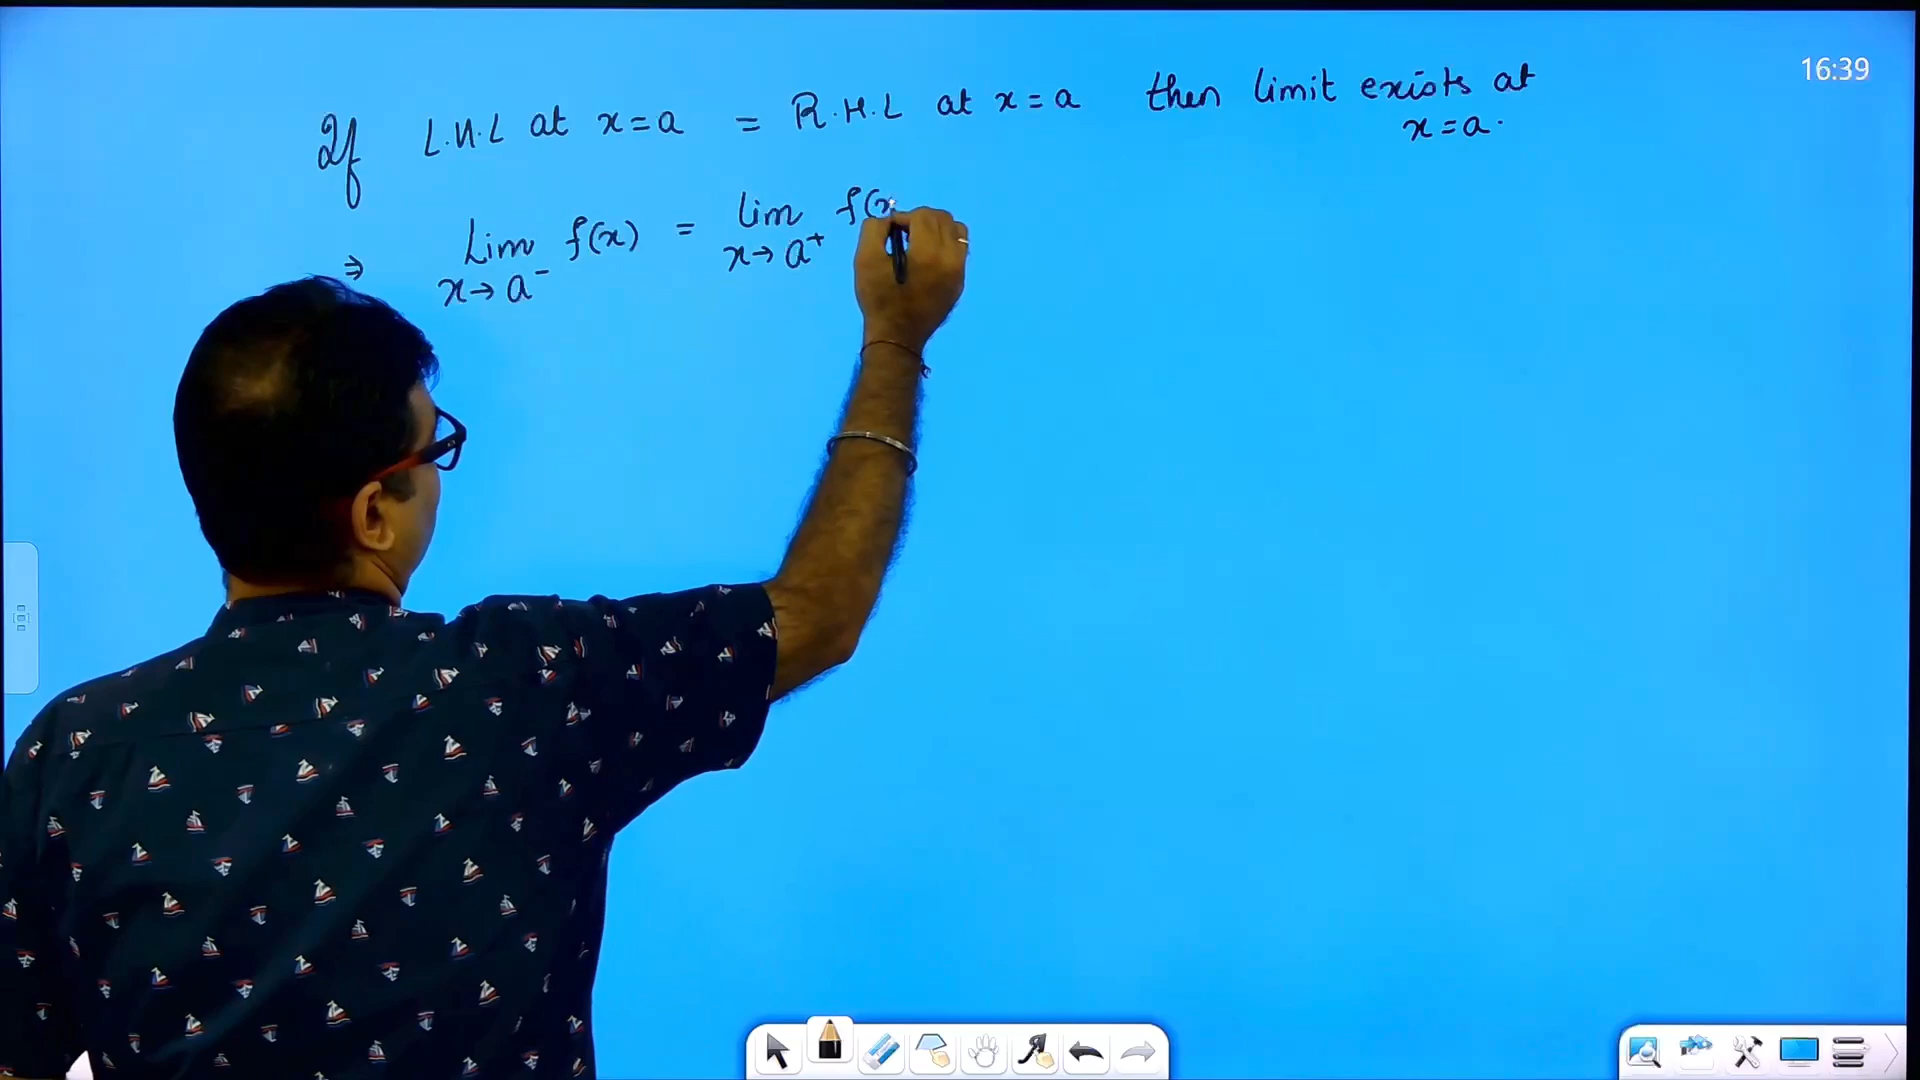 16:39
If L.H.L at x=a = R.H.L at x=a then limit exists at
x=a.
⇒ Lim f(x) = lim f(x
x→a⁻ x→a⁺